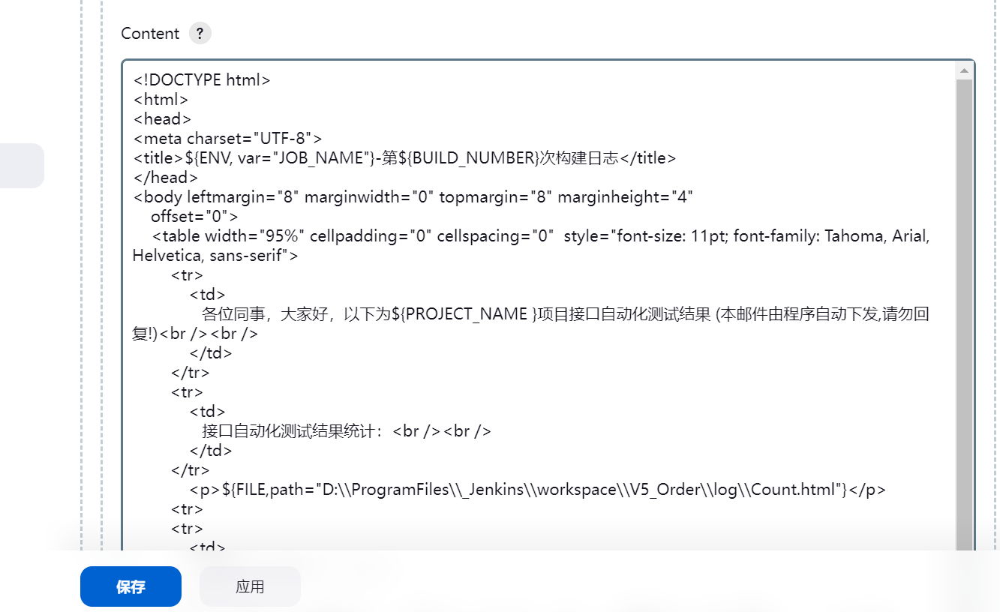 Content ?
<!DOCTYPE html>
<html>
<head>
<meta charset="UTF-8">
<title>${ENV, var="JOB_NAME"}-第${BUILD_NUMBER}次构建日志</title>
</head>
<body leftmargin="8" marginwidth="0" topmargin="8" marginheight="4"
offset="0">
<table width="95%" cellpadding="0" cellspacing="0"  style="font-size: 11pt; font-family: Tahoma, Arial,
Helvetica, sans-serif">
<tr>
<td>
各位同事，大家好，以下为${PROJECT_NAME }项目接口自动化测试结果 (本邮件由程序自动下发,请勿回
复!)<br /><br />
</td>
</tr>
<tr>
<td>
接口自动化测试结果统计：<br /><br />
</td>
</tr>
<p>${FILE,path="D:\\ProgramFiles\\_Jenkins\\workspace\\V5_Order\\log\\Count.html"}</p>
<tr>
<tr>
<td>
保存 应用